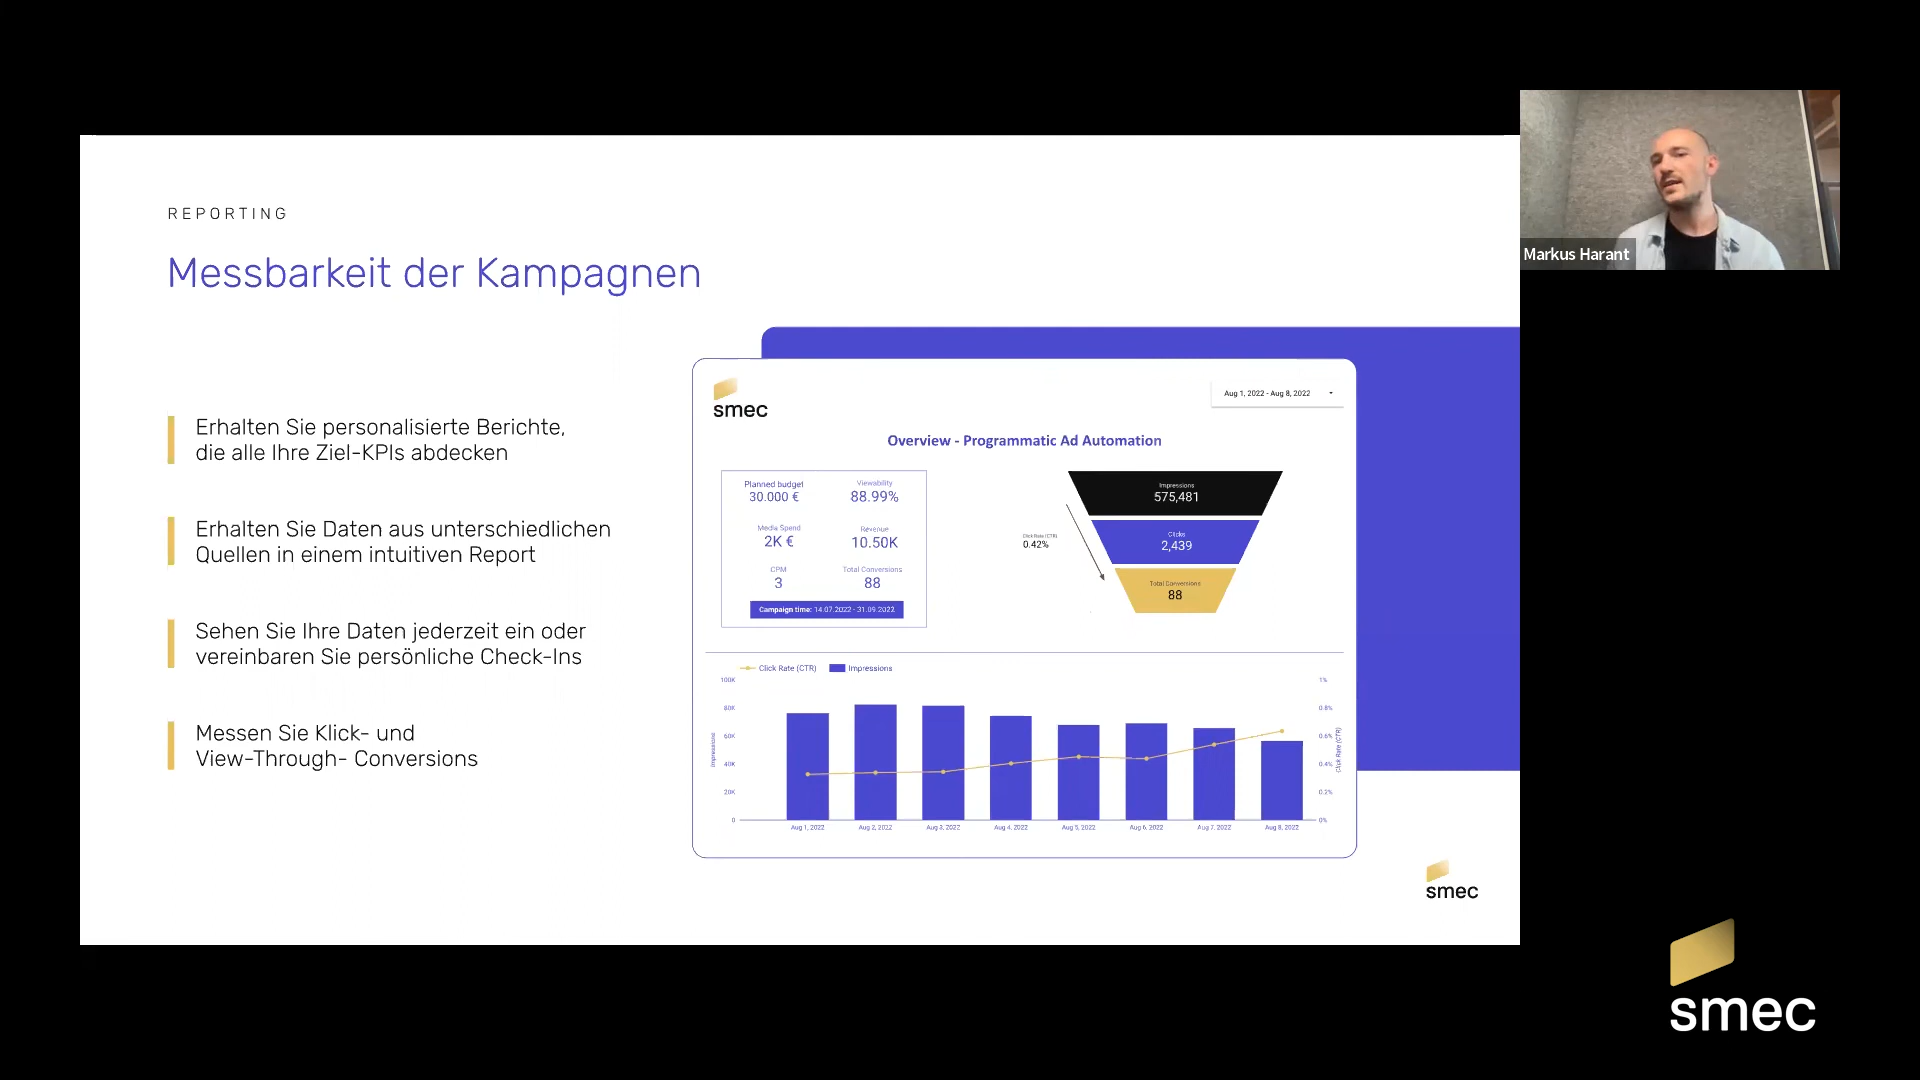 REPORTING
Messbarkeit der Kampagnen
Erhalten Sie personalisierte Berichte,
die alle Ihre Ziel-KPIs abdecken
Erhalten Sie Daten aus unterschiedlichen
Quellen in einem intuitiven Report
Sehen Sie Ihre Daten jederzeit ein oder
vereinbaren Sie persönliche Check-Ins
Messen Sie Klick- und
View-Through- Conversions
smec
Aug 1, 2022 - Aug 8, 2022
Overview - Programmatic Ad Automation
Planned budget
30.000 €
Viewability
88.99%
Media Spend
2K €
Revenue
10.50K
CPM
3
Total Conversions
88
Campaign time: 14.07.2022 - 31.09.2022
Impressions
575,481
Click Rate (CTR)
0.42%
Clicks
2,439
Total Conversions
88
Click Rate (CTR)
Impressions
100K
80K
60K
40K
20K
0
Impressions
1%
0.8%
0.6%
0.4%
0.2%
0%
Click Rate (CTR)
Aug 1, 2022
Aug 2, 2022
Aug 3, 2022
Aug 4, 2022
Aug 5, 2022
Aug 6, 2022
Aug 7, 2022
Aug 8, 2022
smec
Markus Harant
smec